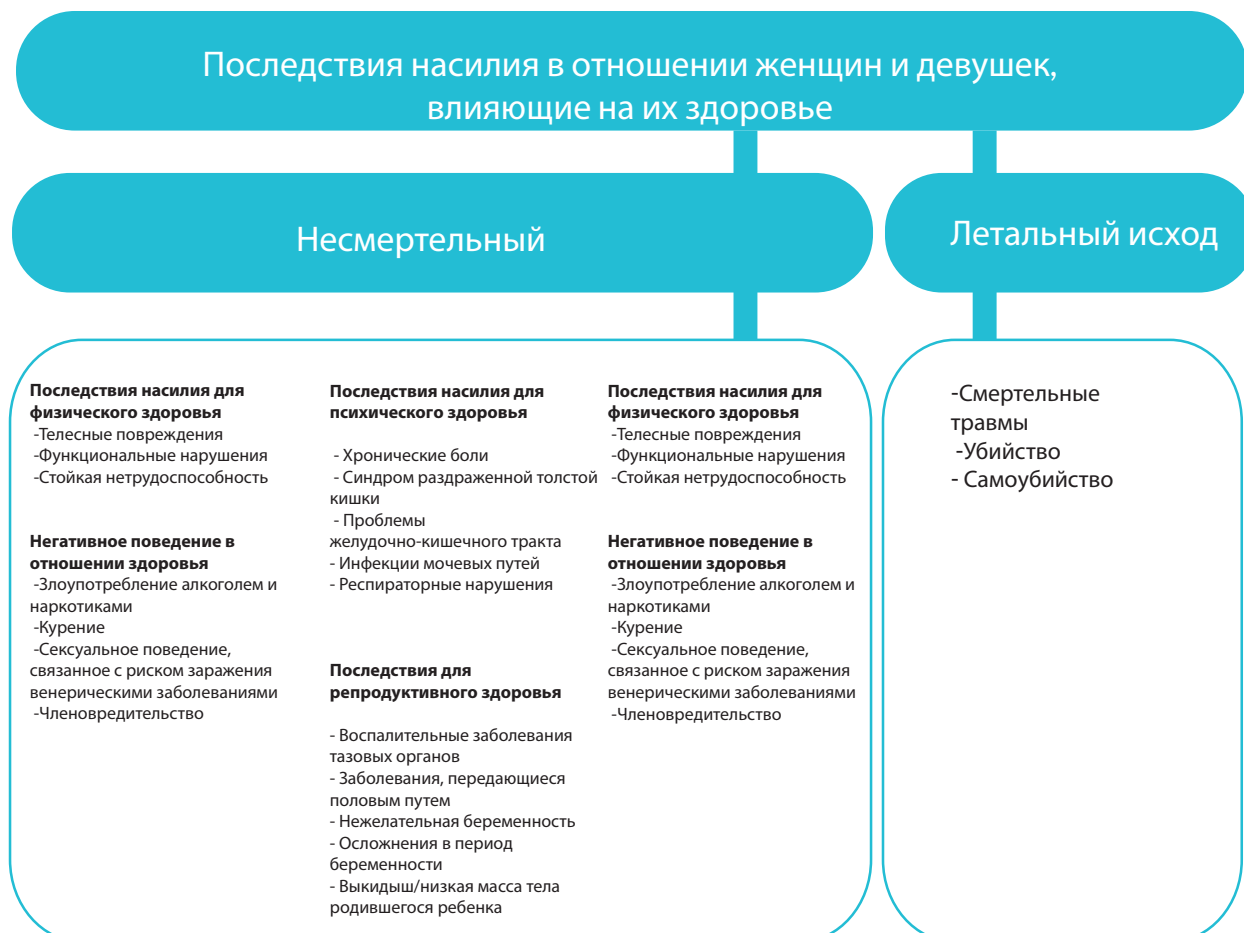 Последствия насилия в отношении женщин и девушек,
влияющие на их здоровье
Несмертельный
Летальный исход
Последствия насилия для
физического здоровья
-Телесные повреждения
-Функциональные нарушения
-Стойкая нетрудоспособность
Негативное поведение в
отношении здоровья
-Злоупотребление алкоголем и
наркотиками
-Курение
-Сексуальное поведение,
связанное с риском заражения
венерическими заболеваниями
-Членовредительство
Последствия насилия для
психического здоровья
- Хронические боли
- Синдром раздраженной толстой
кишки
- Проблемы
желудочно-кишечного тракта
- Инфекции мочевых путей
- Респираторные нарушения
Последствия для
репродуктивного здоровья
- Воспалительные заболевания
тазовых органов
- Заболевания, передающиеся
половым путем
- Нежелательная беременность
- Осложнения в период
беременности
- Выкидыш/низкая масса тела
родившегося ребенка
Последствия насилия для
физического здоровья
-Телесные повреждения
-Функциональные нарушения
-Стойкая нетрудоспособность
Негативное поведение в
отношении здоровья
-Злоупотребление алкоголем и
наркотиками
-Курение
-Сексуальное поведение,
связанное с риском заражения
венерическими заболеваниями
-Членовредительство
-Смертельные
травмы
-Убийство
- Самоубийство